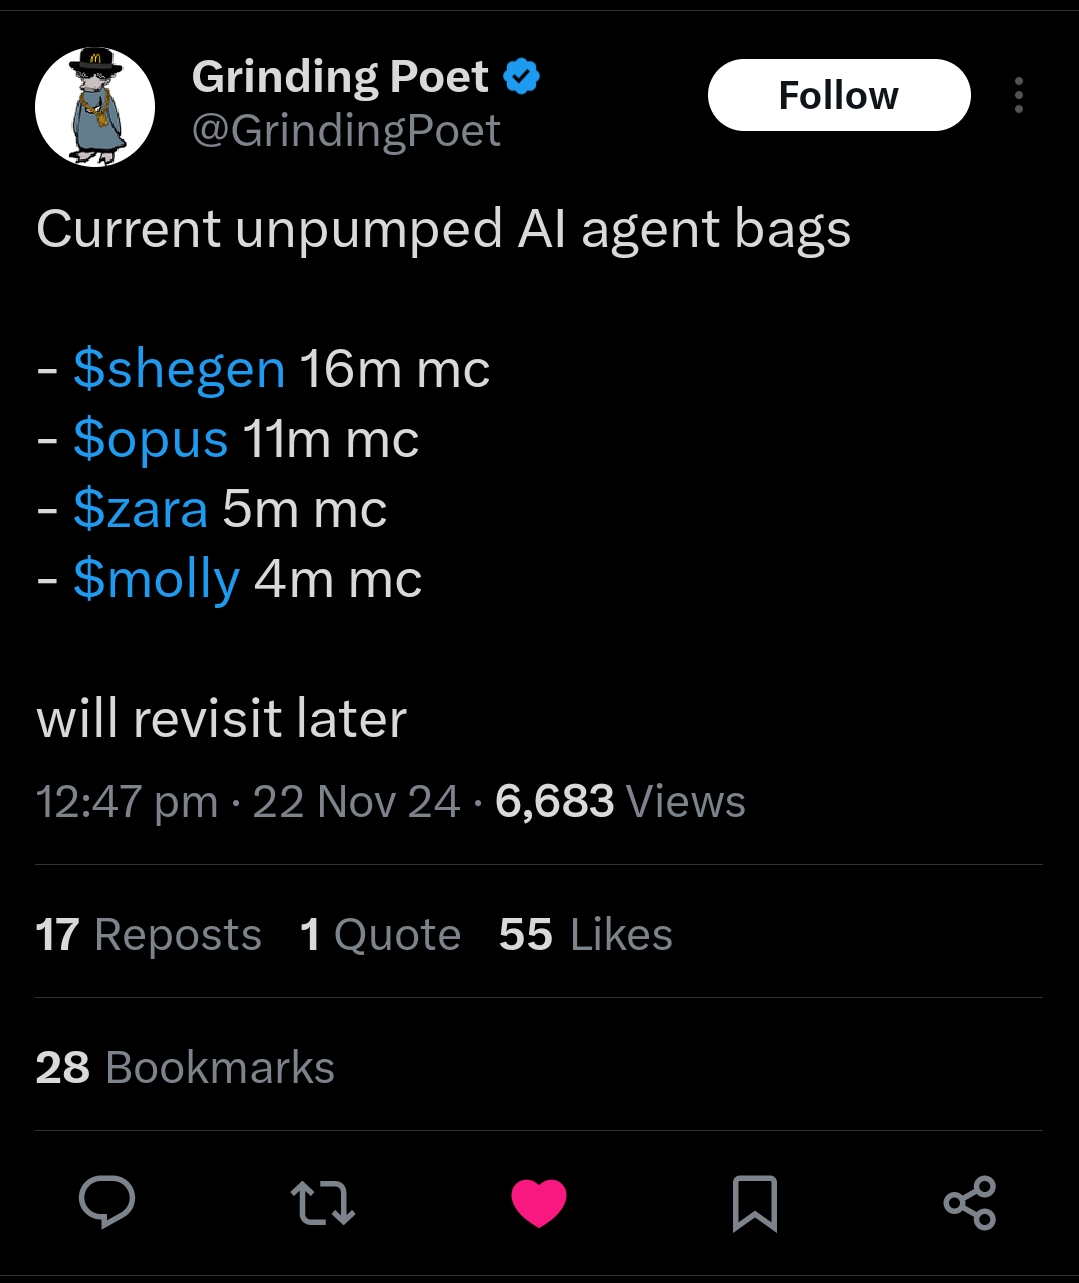 Grinding Poet
@GrindingPoet
Follow
Current unpumped AI agent bags
- $shegen 16m mc
- $opus 11m mc
- $zara 5m mc
- $molly 4m mc
will revisit later
12:47 pm · 22 Nov 24 · 6,683 Views
17 Reposts 1 Quote 55 Likes
28 Bookmarks